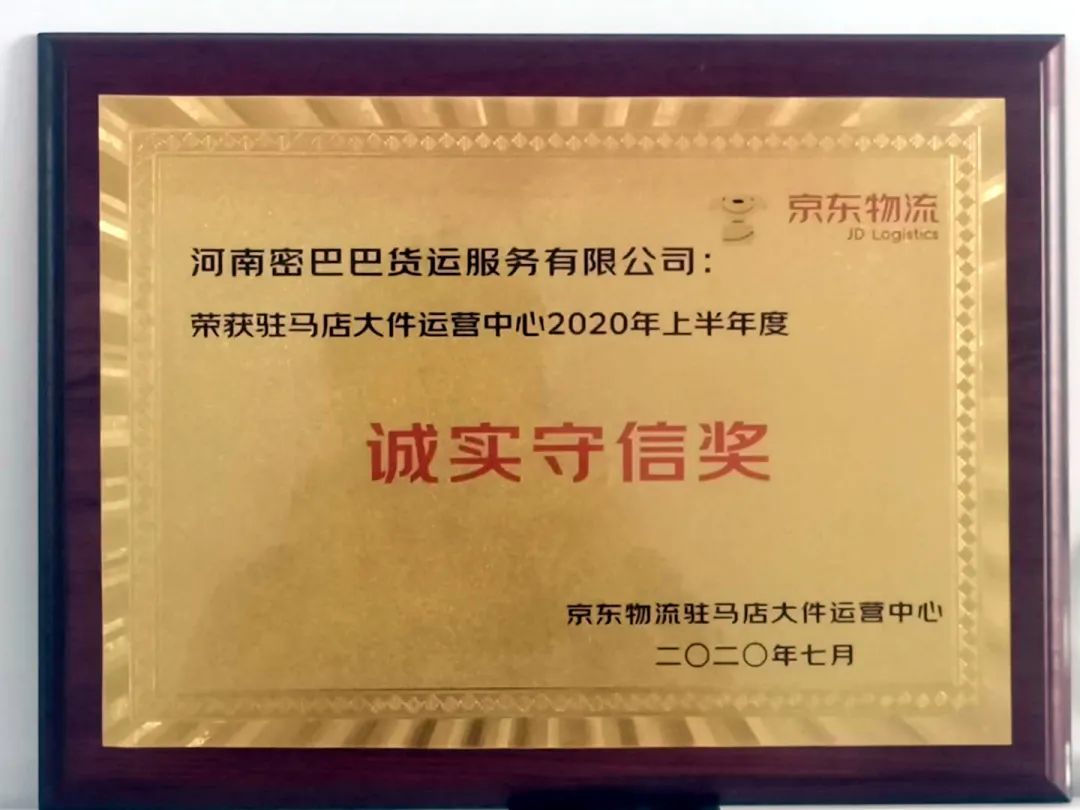 京东物流
JD Logistics
河南密巴巴货运服务有限公司：
荣获驻马店大件运营中心2020年上半年度
诚实守信奖
京东物流驻马店大件运营中心
二〇二〇年七月